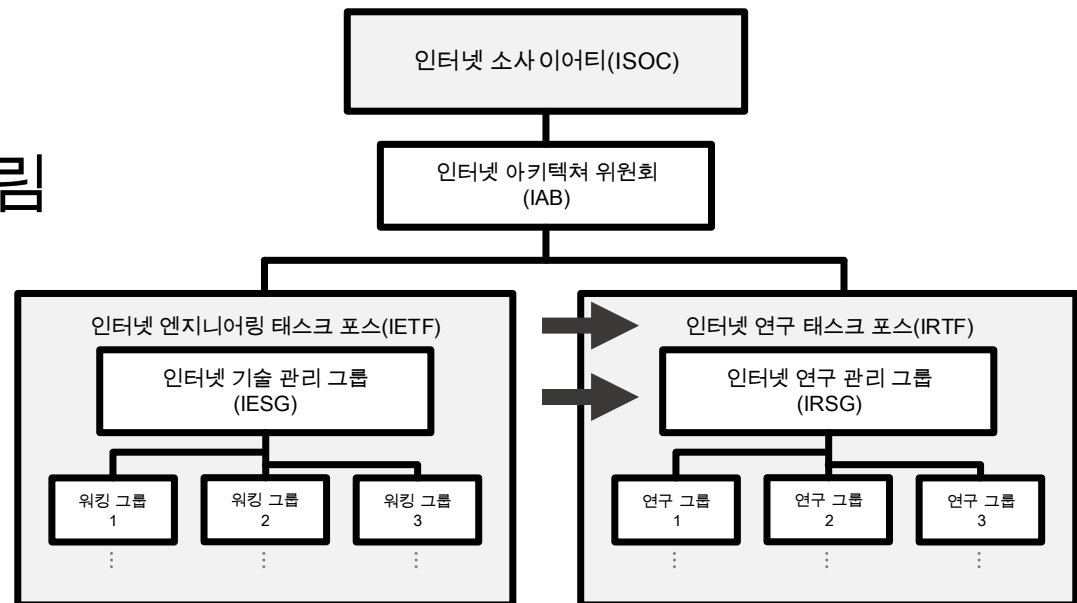 인터넷 소사이어티(ISOC)
림
인터넷 아키텍쳐 위원회
(IAB)
인터넷 엔지니어링 태스크 포스(IETF)
인터넷 기술 관리 그룹
(IESG)
워킹 그룹
1
워킹 그룹
2
워킹 그룹
3
인터넷 연구 태스크 포스(IRTF)
인터넷 연구 관리 그룹
(IRSG)
연구 그룹
1
연구 그룹
2
연구 그룹
3